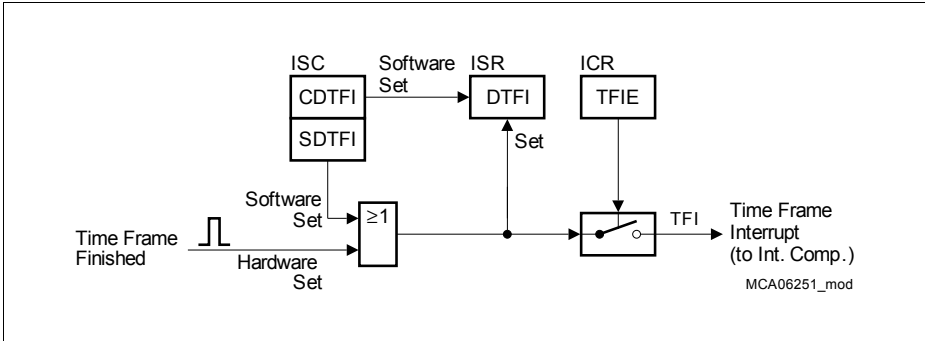 ISC
Software
Set
ISR
ICR
CDTFI
DTFI
TFIE
SDTFI
Set
Software
Set
≥1
TFI
Time Frame
Interrupt
(to Int. Comp.)
Time Frame
Finished
Hardware
Set
MCA06251_mod